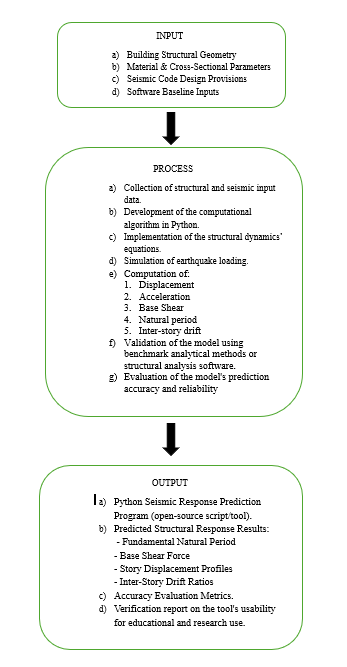 INPUT
a) Building Structural Geometry
b) Material & Cross-Sectional Parameters
c) Seismic Code Design Provisions
d) Software Baseline Inputs
PROCESS
a) Collection of structural and seismic input
data.
b) Development of the computational
algorithm in Python.
c) Implementation of the structural dynamics’
equations.
d) Simulation of earthquake loading.
e) Computation of:
1. Displacement
2. Acceleration
3. Base Shear
4. Natural period
5. Inter-story drift
f) Validation of the model using
benchmark analytical methods or
structural analysis software.
g) Evaluation of the model's prediction
accuracy and reliability
OUTPUT
a) Python Seismic Response Prediction
Program (open-source script/tool).
b) Predicted Structural Response Results:
- Fundamental Natural Period
- Base Shear Force
- Story Displacement Profiles
- Inter-Story Drift Ratios
c) Accuracy Evaluation Metrics.
d) Verification report on the tool's usability
for educational and research use.